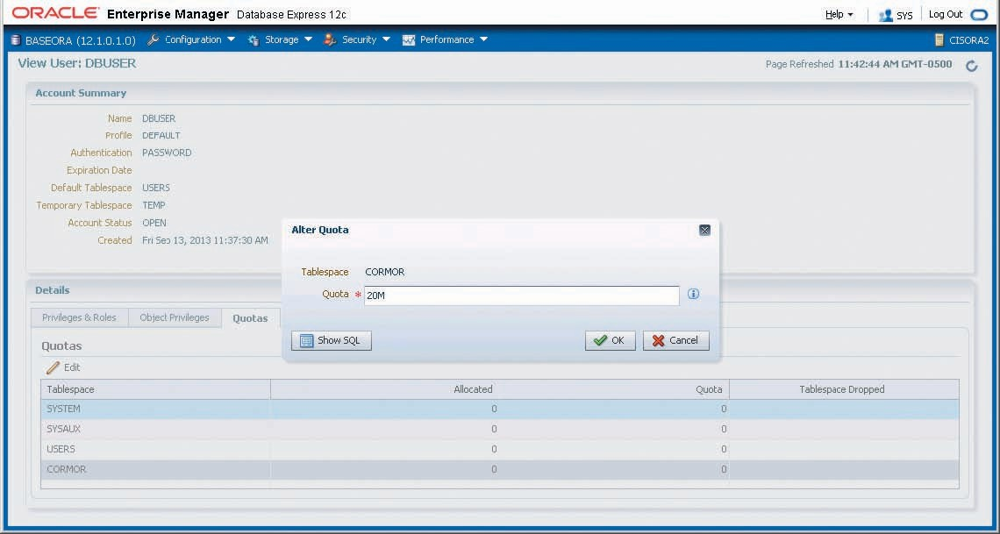 ORACLE Enterprise Manager Database Express 12c Help SYS Log Out
BASEORA (12.1.0.1.0) Configuration Storage Security Performance CISORA2
View User: DBUSER Page Refreshed 11:42:44 AM GMT-0500
Account Summary
Name DBUSER
Profile DEFAULT
Authentication PASSWORD
Expiration Date
Default Tablespace USERS
Temporary Tablespace TEMP
Account Status OPEN
Created Fri Sep 13, 2013 11:37:30 AM
Alter Quota
Tablespace CORMOR
Quota * 20M
Show SQL OK Cancel
Details
Privileges & Roles Object Privileges Quotas
Quotas
Edit
Tablespace Allocated Quota Tablespace Dropped
SYSTEM 0 0
SYSAUX 0 0
USERS 0 0
CORMOR 0 0